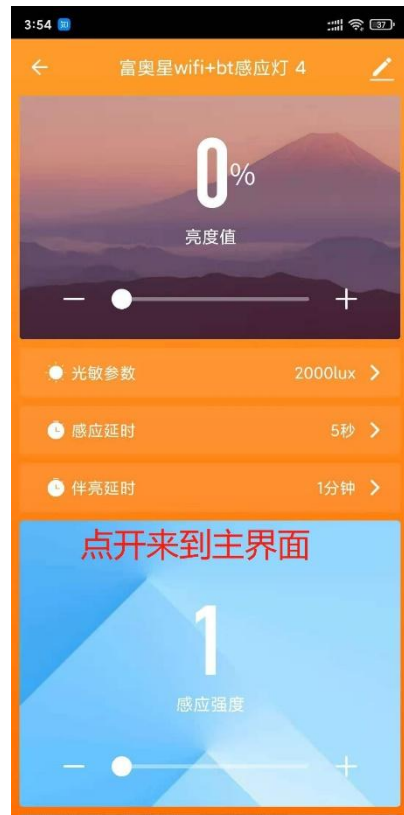 3:54 知 37
富奥星wifi+bt感应灯 4
0%
亮度值
光敏参数 2000lux
感应延时 5秒
伴亮延时 1分钟
点开来到主界面
1
感应强度